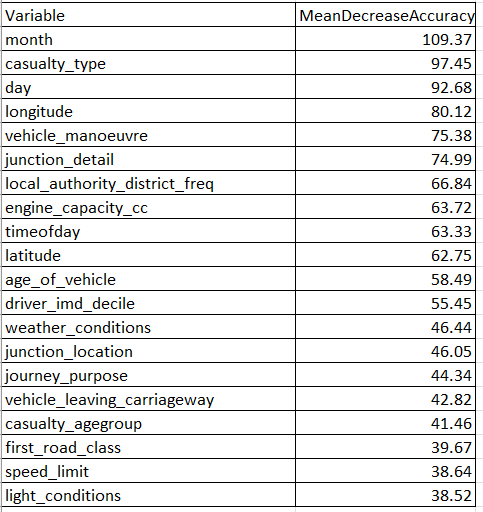 Variable MeanDecreaseAccuracy
month 109.37
casualty_type 97.45
day 92.68
longitude 80.12
vehicle_manoeuvre 75.38
junction_detail 74.99
local_authority_district_freq 66.84
engine_capacity_cc 63.72
timeofday 63.33
latitude 62.75
age_of_vehicle 58.49
driver_imd_decile 55.45
weather_conditions 46.44
junction_location 46.05
journey_purpose 44.34
vehicle_leaving_carriageway 42.82
casualty_agegroup 41.46
first_road_class 39.67
speed_limit 38.64
light_conditions 38.52